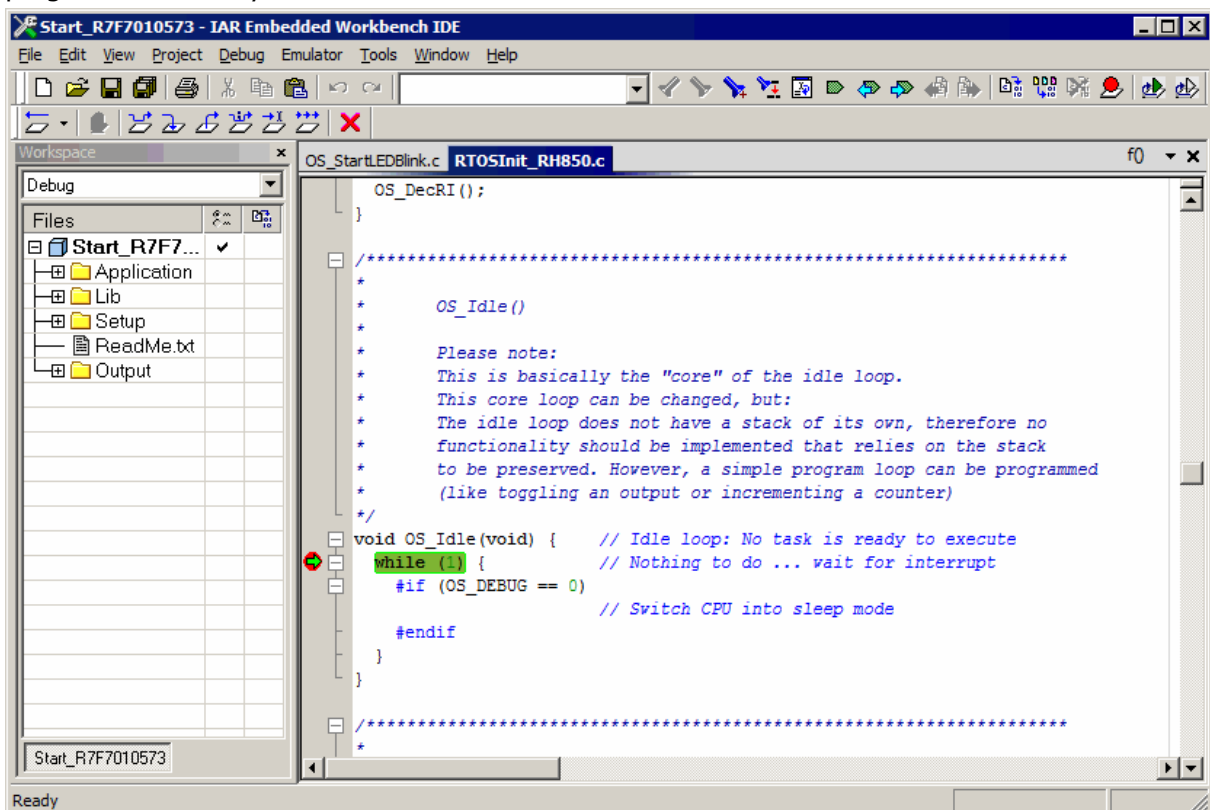 Start_R7F7010573 - IAR Embedded Workbench IDE
File Edit View Project Debug Emulator Tools Window Help
Workspace
OS_StartLEDBlink.c RTOSInit_RH850.c f()
Debug
Files
Start_R7F7...
Application
Lib
Setup
ReadMe.txt
Output
OS_DecRI();
}
/*********************************************************************
*
* OS_Idle()
*
* Please note:
* This is basically the "core" of the idle loop.
* This core loop can be changed, but:
* The idle loop does not have a stack of its own, therefore no
* functionality should be implemented that relies on the stack
* to be preserved. However, a simple program loop can be programmed
* (like toggling an output or incrementing a counter)
*/
void OS_Idle(void) { // Idle loop: No task is ready to execute
while (1) { // Nothing to do ... wait for interrupt
#if (OS_DEBUG == 0)
// Switch CPU into sleep mode
#endif
}
}
/*********************************************************************
*
Start_R7F7010573
Ready